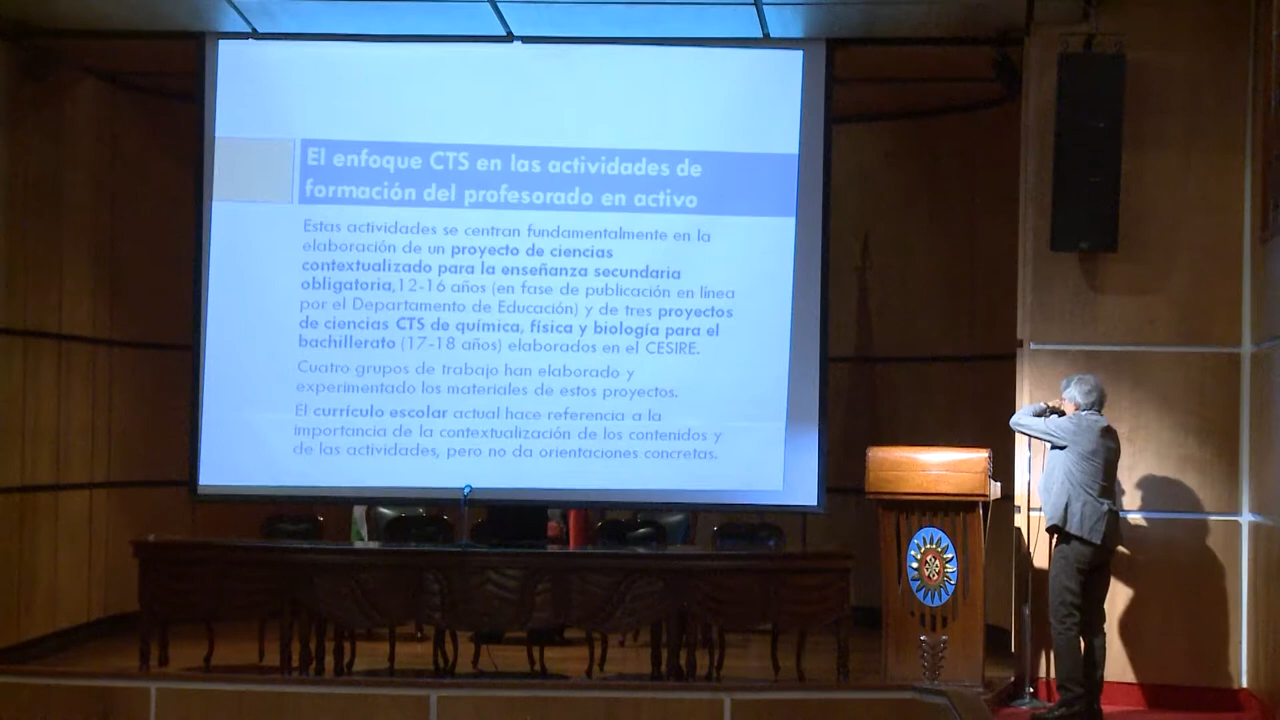 El enfoque CTS en las actividades de
formación del profesorado en activo
Estas actividades se centran fundamentalmente en la
elaboración de un proyecto de ciencias
contextualizado para la enseñanza secundaria
obligatoria,12-16 años (en fase de publicación en línea
por el Departamento de Educación) y de tres proyectos
de ciencias CTS de química, física y biología para el
bachillerato (17-18 años) elaborados en el CESIRE.
Cuatro grupos de trabajo han elaborado y
experimentado los materiales de estos proyectos.
El currículo escolar actual hace referencia a la
importancia de la contextualización de los contenidos y
de las actividades, pero no da orientaciones concretas.